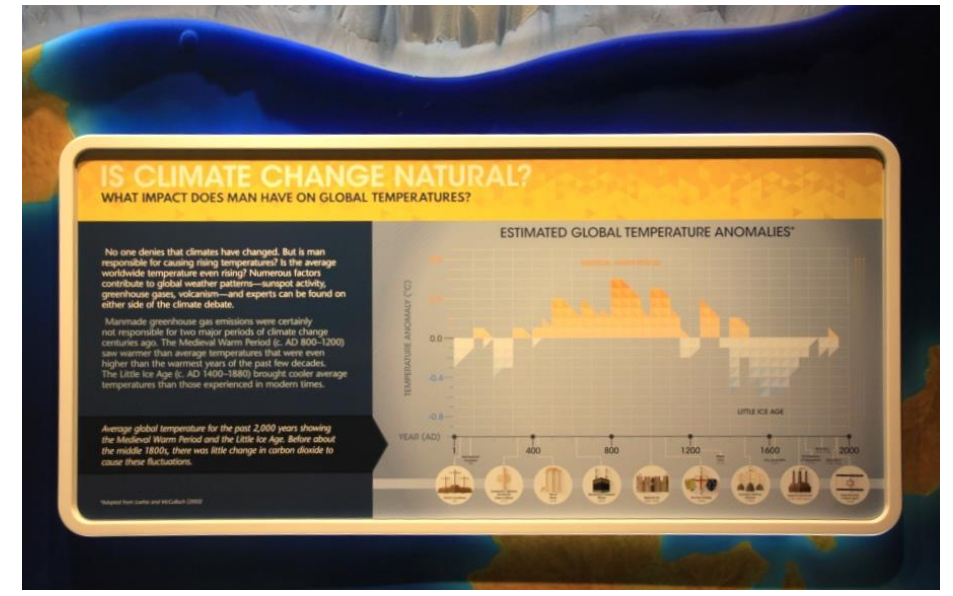 IS CLIMATE CHANGE NATURAL?
WHAT IMPACT DOES MAN HAVE ON GLOBAL TEMPERATURES?
No one denies that climates have changed. But is man
responsible for causing rising temperatures? Is the average
worldwide temperature even rising? Numerous factors
contribute to global weather patterns—sunspot activity,
greenhouse gases, volcanism—and experts can be found on
either side of the climate debate.
Manmade greenhouse gas emissions were certainly
not responsible for two major periods of climate change
centuries ago. The Medieval Warm Period (c. AD 800–1200)
saw warmer than average temperatures that were even
higher than the warmest years of the past few decades.
The Little Ice Age (c. AD 1400–1880) brought cooler average
temperatures than those experienced in modern times.
Average global temperature for the past 2,000 years showing
the Medieval Warm Period and the Little Ice Age. Before about
the middle 1800s, there was little change in carbon dioxide to
cause these fluctuations.
*Adapted from Loehle and McCulloch (2008)
ESTIMATED GLOBAL TEMPERATURE ANOMALIES*
TEMPERATURE ANOMALY (°C)
0.0
-0.4
-0.8
LITTLE ICE AGE
YEAR (AD)
1 400 800 1200 1600 2000